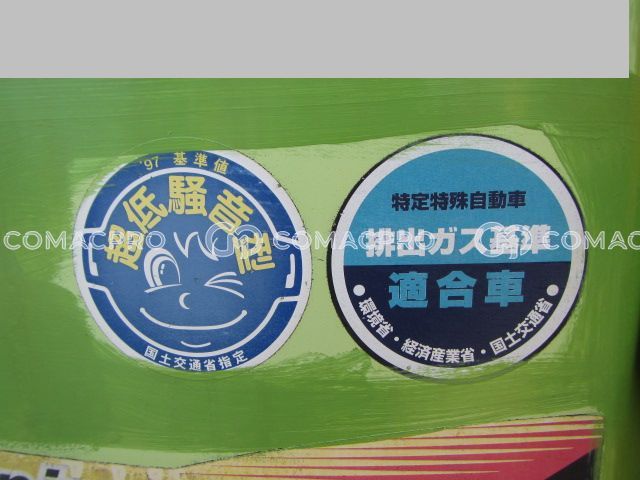 '97 基準値
超低騒音型
国土交通省指定
特定特殊自動車
排出ガス基準
適合車
・環境省・経済産業省・国土交通省・
COMACPRO
COMACPRO
COMAC